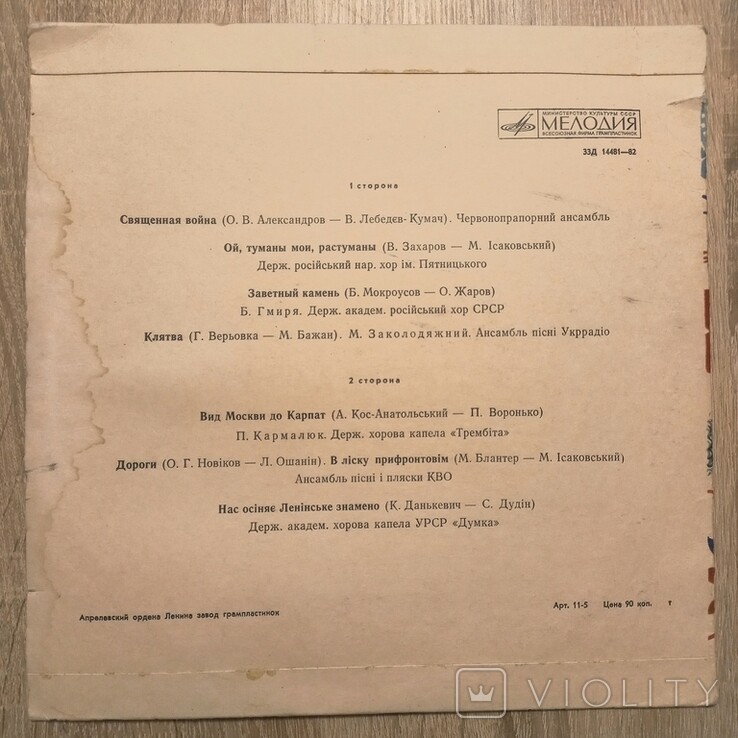 МИНИСТЕРСТВО КУЛЬТУРЫ СССР
МЕЛОДИЯ
ВСЕСОЮЗНАЯ ФИРМА ГРАМПЛАСТИНОК
33Д 14481—82
1 сторона
Священная война (О. В. Александров — В. Лебедєв-Кумач). Червонопрапорний ансамбль
Ой, туманы мои, растуманы (В. Захаров — М. Ісаковський)
Держ. російський нар. хор ім. Пятницького
Заветный камень (Б. Мокроусов — О. Жаров)
Б. Гмиря. Держ. академ. російський хор СРСР
Клятва (Г. Верьовка — М. Бажан). М. Заколодяжний. Ансамбль пісні Укррадіо
2 сторона
Вид Москви до Карпат (А. Кос-Анатольський — П. Воронько)
П. Кармалюк. Держ. хорова капела «Трембіта»
Дороги (О. Г. Новіков — Л. Ошанін). В ліску прифронтовім (М. Блантер — М. Ісаковський)
Ансамбль пісні і пляски КВО
Нас осіняє Ленінське знамено (К. Данькевич — С. Дудін)
Держ. академ. хорова капела УРСР «Думка»
Апрелевский ордена Ленина завод грампластинок
Арт. 11-5 Цена 90 коп. т
VIOLITY